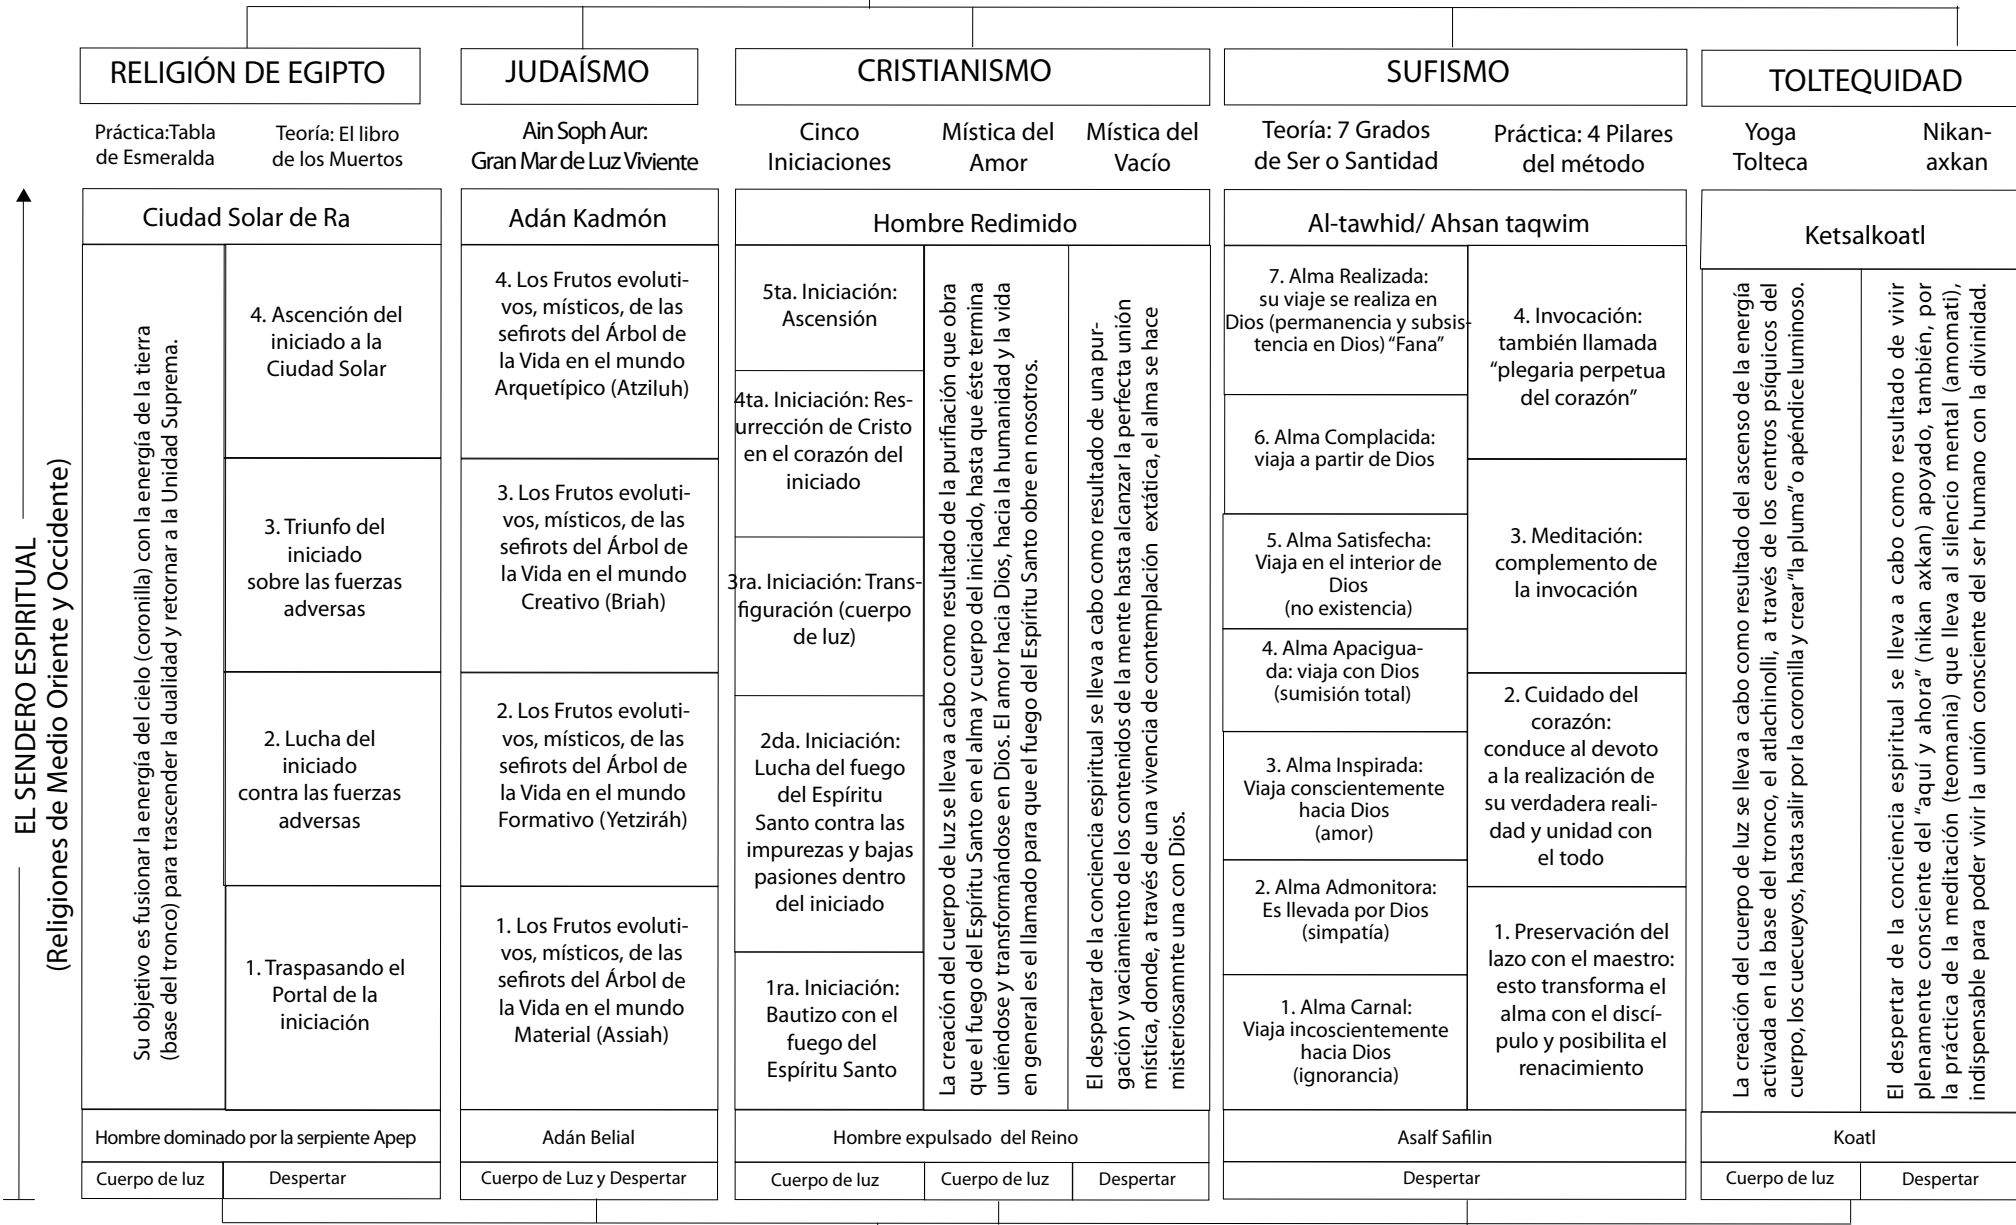 EL SENDERO ESPIRITUAL
(Religiones de Medio Oriente y Occidente)
RELIGIÓN DE EGIPTO
Práctica:Tabla
de Esmeralda
Teoría: El libro
de los Muertos
Ciudad Solar de Ra
Su objetivo es fusionar la energía del cielo (coronilla) con la energía de la tierra
(base del tronco) para trascender la dualidad y retornar a la Unidad Suprema.
4. Ascención del
iniciado a la
Ciudad Solar
3. Triunfo del
iniciado
sobre las fuerzas
adversas
2. Lucha del
iniciado
contra las fuerzas
adversas
1. Traspasando el
Portal de la
iniciación
Hombre dominado por la serpiente Apep
Cuerpo de luz
Despertar
JUDAÍSMO
Ain Soph Aur:
Gran Mar de Luz Viviente
Adán Kadmón
4. Los Frutos evoluti-
vos, místicos, de las
sefirots del Árbol de
la Vida en el mundo
Arquetípico (Atziluh)
3. Los Frutos evoluti-
vos, místicos, de las
sefirots del Árbol de
la Vida en el mundo
Creativo (Briah)
2. Los Frutos evoluti-
vos, místicos, de las
sefirots del Árbol de
la Vida en el mundo
Formativo (Yetziráh)
1. Los Frutos evoluti-
vos, místicos, de las
sefirots del Árbol de
la Vida en el mundo
Material (Assiah)
Adán Belial
Cuerpo de Luz y Despertar
CRISTIANISMO
Cinco
Iniciaciones
Mística del
Amor
Mística del
Vacío
Hombre Redimido
5ta. Iniciación:
Ascensión
4ta. Iniciación: Res-
urrección de Cristo
en el corazón del
iniciado
3ra. Iniciación: Trans-
figuración (cuerpo
de luz)
2da. Iniciación:
Lucha del fuego
del Espíritu
Santo contra las
impurezas y bajas
pasiones dentro
del iniciado
1ra. Iniciación:
Bautizo con el
fuego del
Espíritu Santo
La creación del cuerpo de luz se lleva a cabo como resultado de la purifiación que obra
que el fuego del Espíritu Santo en el alma y cuerpo del iniciado, hasta que éste termina
uniéndose y transformándose en Dios. El amor hacia Dios, hacia la humanidad y la vida
en general es el llamado para que el fuego del Espíritu Santo obre en nosotros.
El despertar de la conciencia espiritual se lleva a cabo como resultado de una pur-
gación y vaciamiento de los contenidos de la mente hasta alcanzar la perfecta unión
mística, donde, a través de una vivencia de contemplación extática, el alma se hace
misteriosamnte una con Dios.
Hombre expulsado del Reino
Cuerpo de luz
Cuerpo de luz
Despertar
SUFISMO
Teoría: 7 Grados
de Ser o Santidad
Práctica: 4 Pilares
del método
Al-tawhid/ Ahsan taqwim
7. Alma Realizada:
su viaje se realiza en
Dios (permanencia y subsis-
tencia en Dios) “Fana”
6. Alma Complacida:
viaja a partir de Dios
5. Alma Satisfecha:
Viaja en el interior de
Dios
(no existencia)
4. Alma Apacigua-
da: viaja con Dios
(sumisión total)
3. Alma Inspirada:
Viaja conscientemente
hacia Dios
(amor)
2. Alma Admonitora:
Es llevada por Dios
(simpatía)
1. Alma Carnal:
Viaja incoscientemente
hacia Dios
(ignorancia)
4. Invocación:
también llamada
“plegaria perpetua
del corazón”
3. Meditación:
complemento de
la invocación
2. Cuidado del
corazón:
conduce al devoto
a la realización de
su verdadera reali-
dad y unidad con
el todo
1. Preservación del
lazo con el maestro:
esto transforma el
alma con el discí-
pulo y posibilita el
renacimiento
Asalf Safilin
Despertar
TOLTEQUIDAD
Yoga
Tolteca
Nikan-
axkan
Ketsalkoatl
La creación del cuerpo de luz se lleva a cabo como resultado del ascenso de la energía
activada en la base del tronco, el atlachinolli, a través de los centros psíquicos del
cuerpo, los cuecueyos, hasta salir por la coronilla y crear “la pluma” o apéndice luminoso.
El despertar de la conciencia espiritual se lleva a cabo como resultado de vivir
plenamente consciente del “aquí y ahora” (nikan axkan) apoyado, también, por
la práctica de la meditación (teomania) que lleva al silencio mental (amomati),
indispensable para poder vivir la unión consciente del ser humano con la divinidad.
Koatl
Cuerpo de luz
Despertar